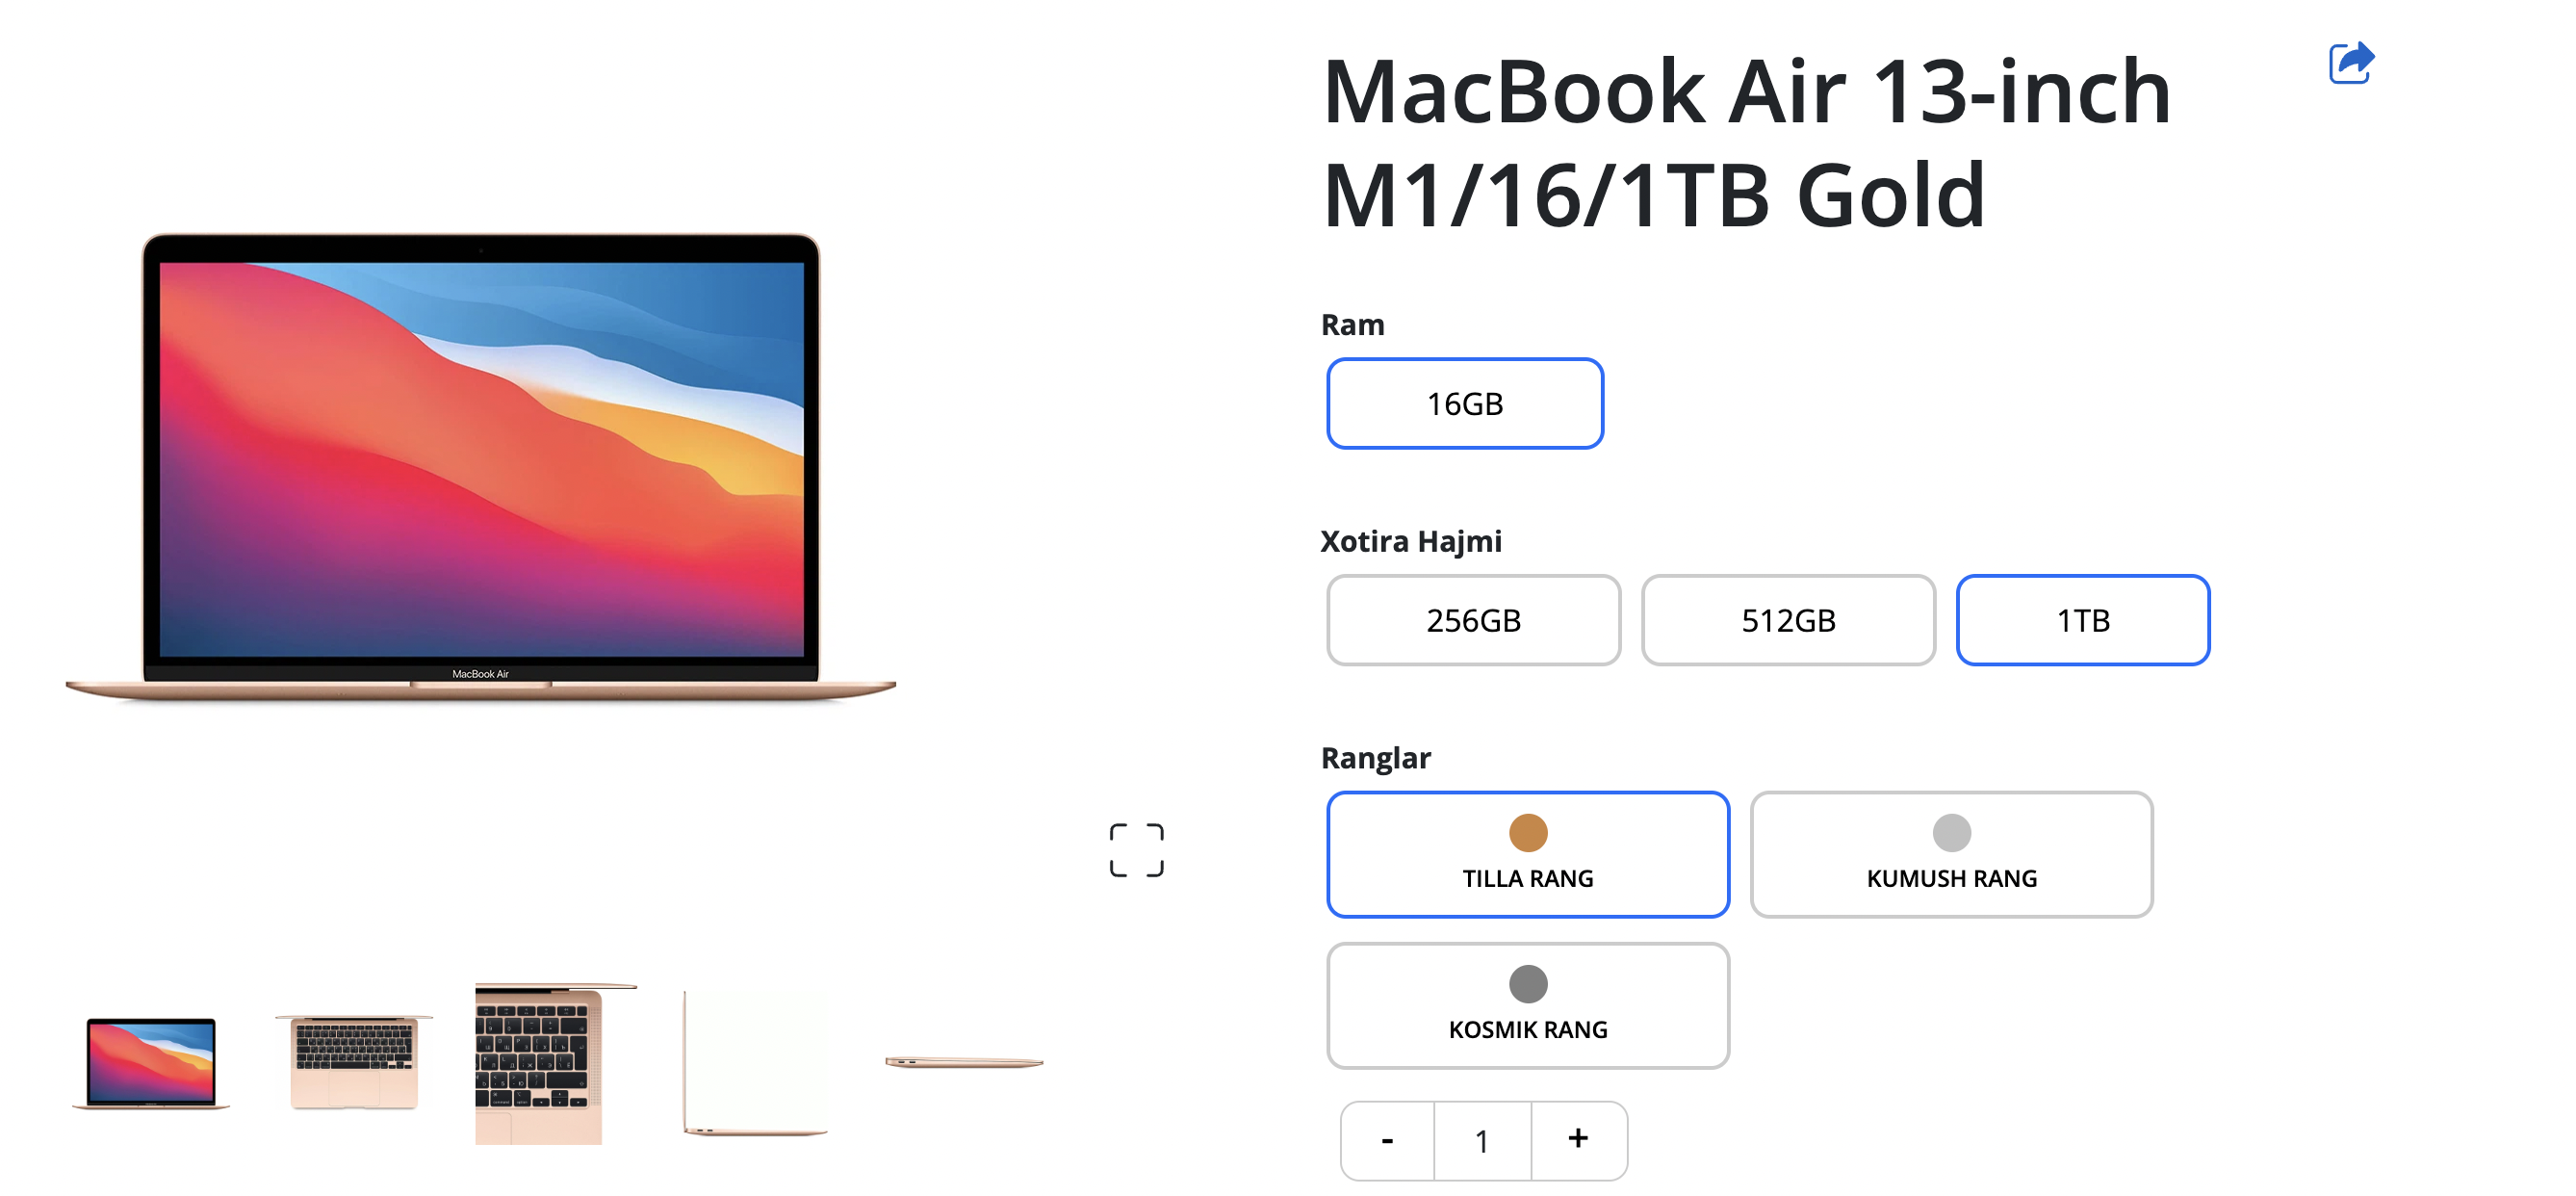 MacBook Air 13-inch
M1/16/1TB Gold
MacBook Air
Ram
16GB
Xotira Hajmi
256GB
512GB
1TB
Ranglar
TILLA RANG
KUMUSH RANG
KOSMIK RANG
-
1
+